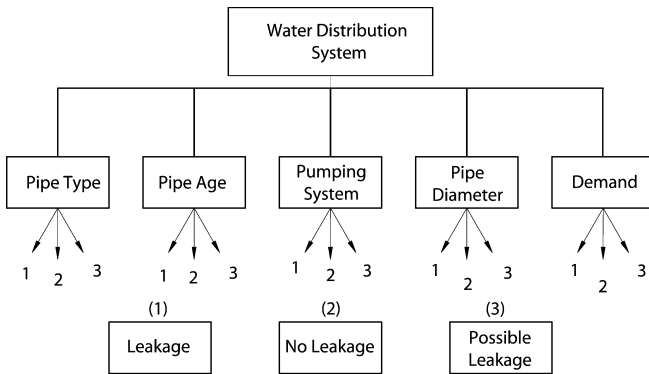 Water Distribution
System
Pipe Type
Pipe Age
Pumping
System
Pipe
Diameter
Demand
1 2 3
1 2 3
1 2 3
1 2 3
1 2 3
(1)
(2)
(3)
Leakage
No Leakage
Possible
Leakage